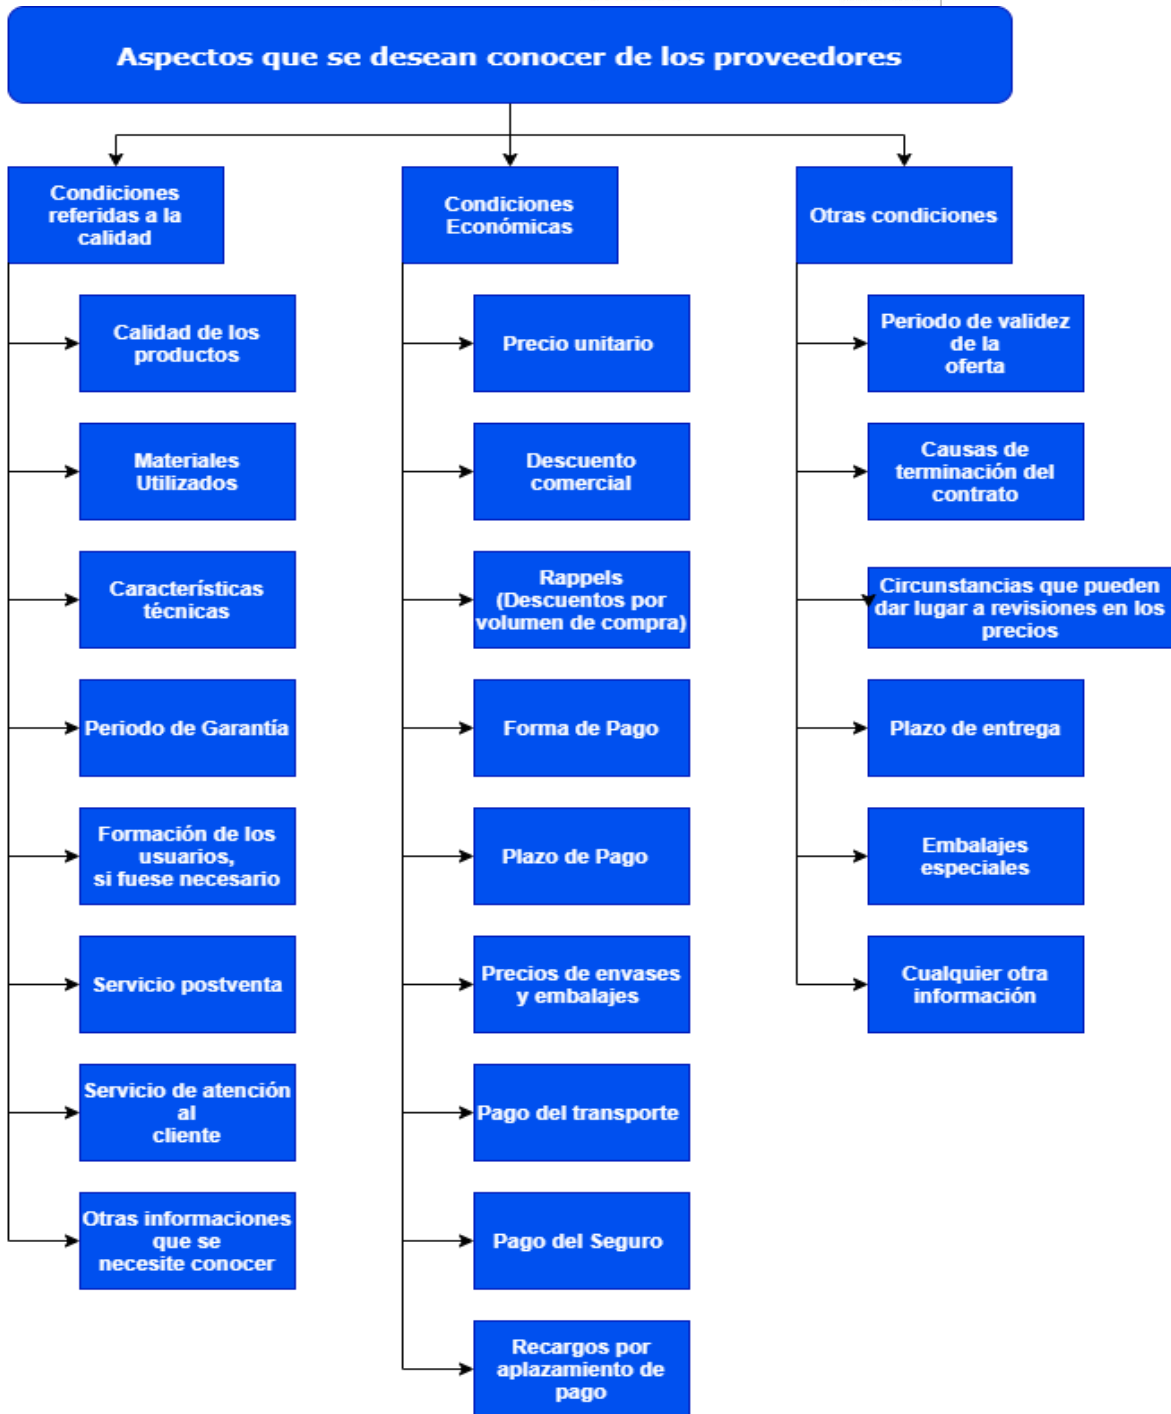 Aspectos que se desean conocer de los proveedores
Condiciones
referidas a la
calidad
Calidad de los
productos
Materiales
Utilizados
Características
técnicas
Periodo de Garantía
Formación de los
usuarios,
si fuese necesario
Servicio postventa
Servicio de atención
al
cliente
Otras informaciones
que se
necesite conocer
Condiciones
Económicas
Precio unitario
Descuento
comercial
Rappels
(Descuentos por
volumen de compra)
Forma de Pago
Plazo de Pago
Precios de envases
y embalajes
Pago del transporte
Pago del Seguro
Recargos por
aplazamiento de
pago
Otras condiciones
Periodo de validez
de la
oferta
Causas de
terminación del
contrato
Circunstancias que pueden
dar lugar a revisiones en los
precios
Plazo de entrega
Embalajes
especiales
Cualquier otra
información